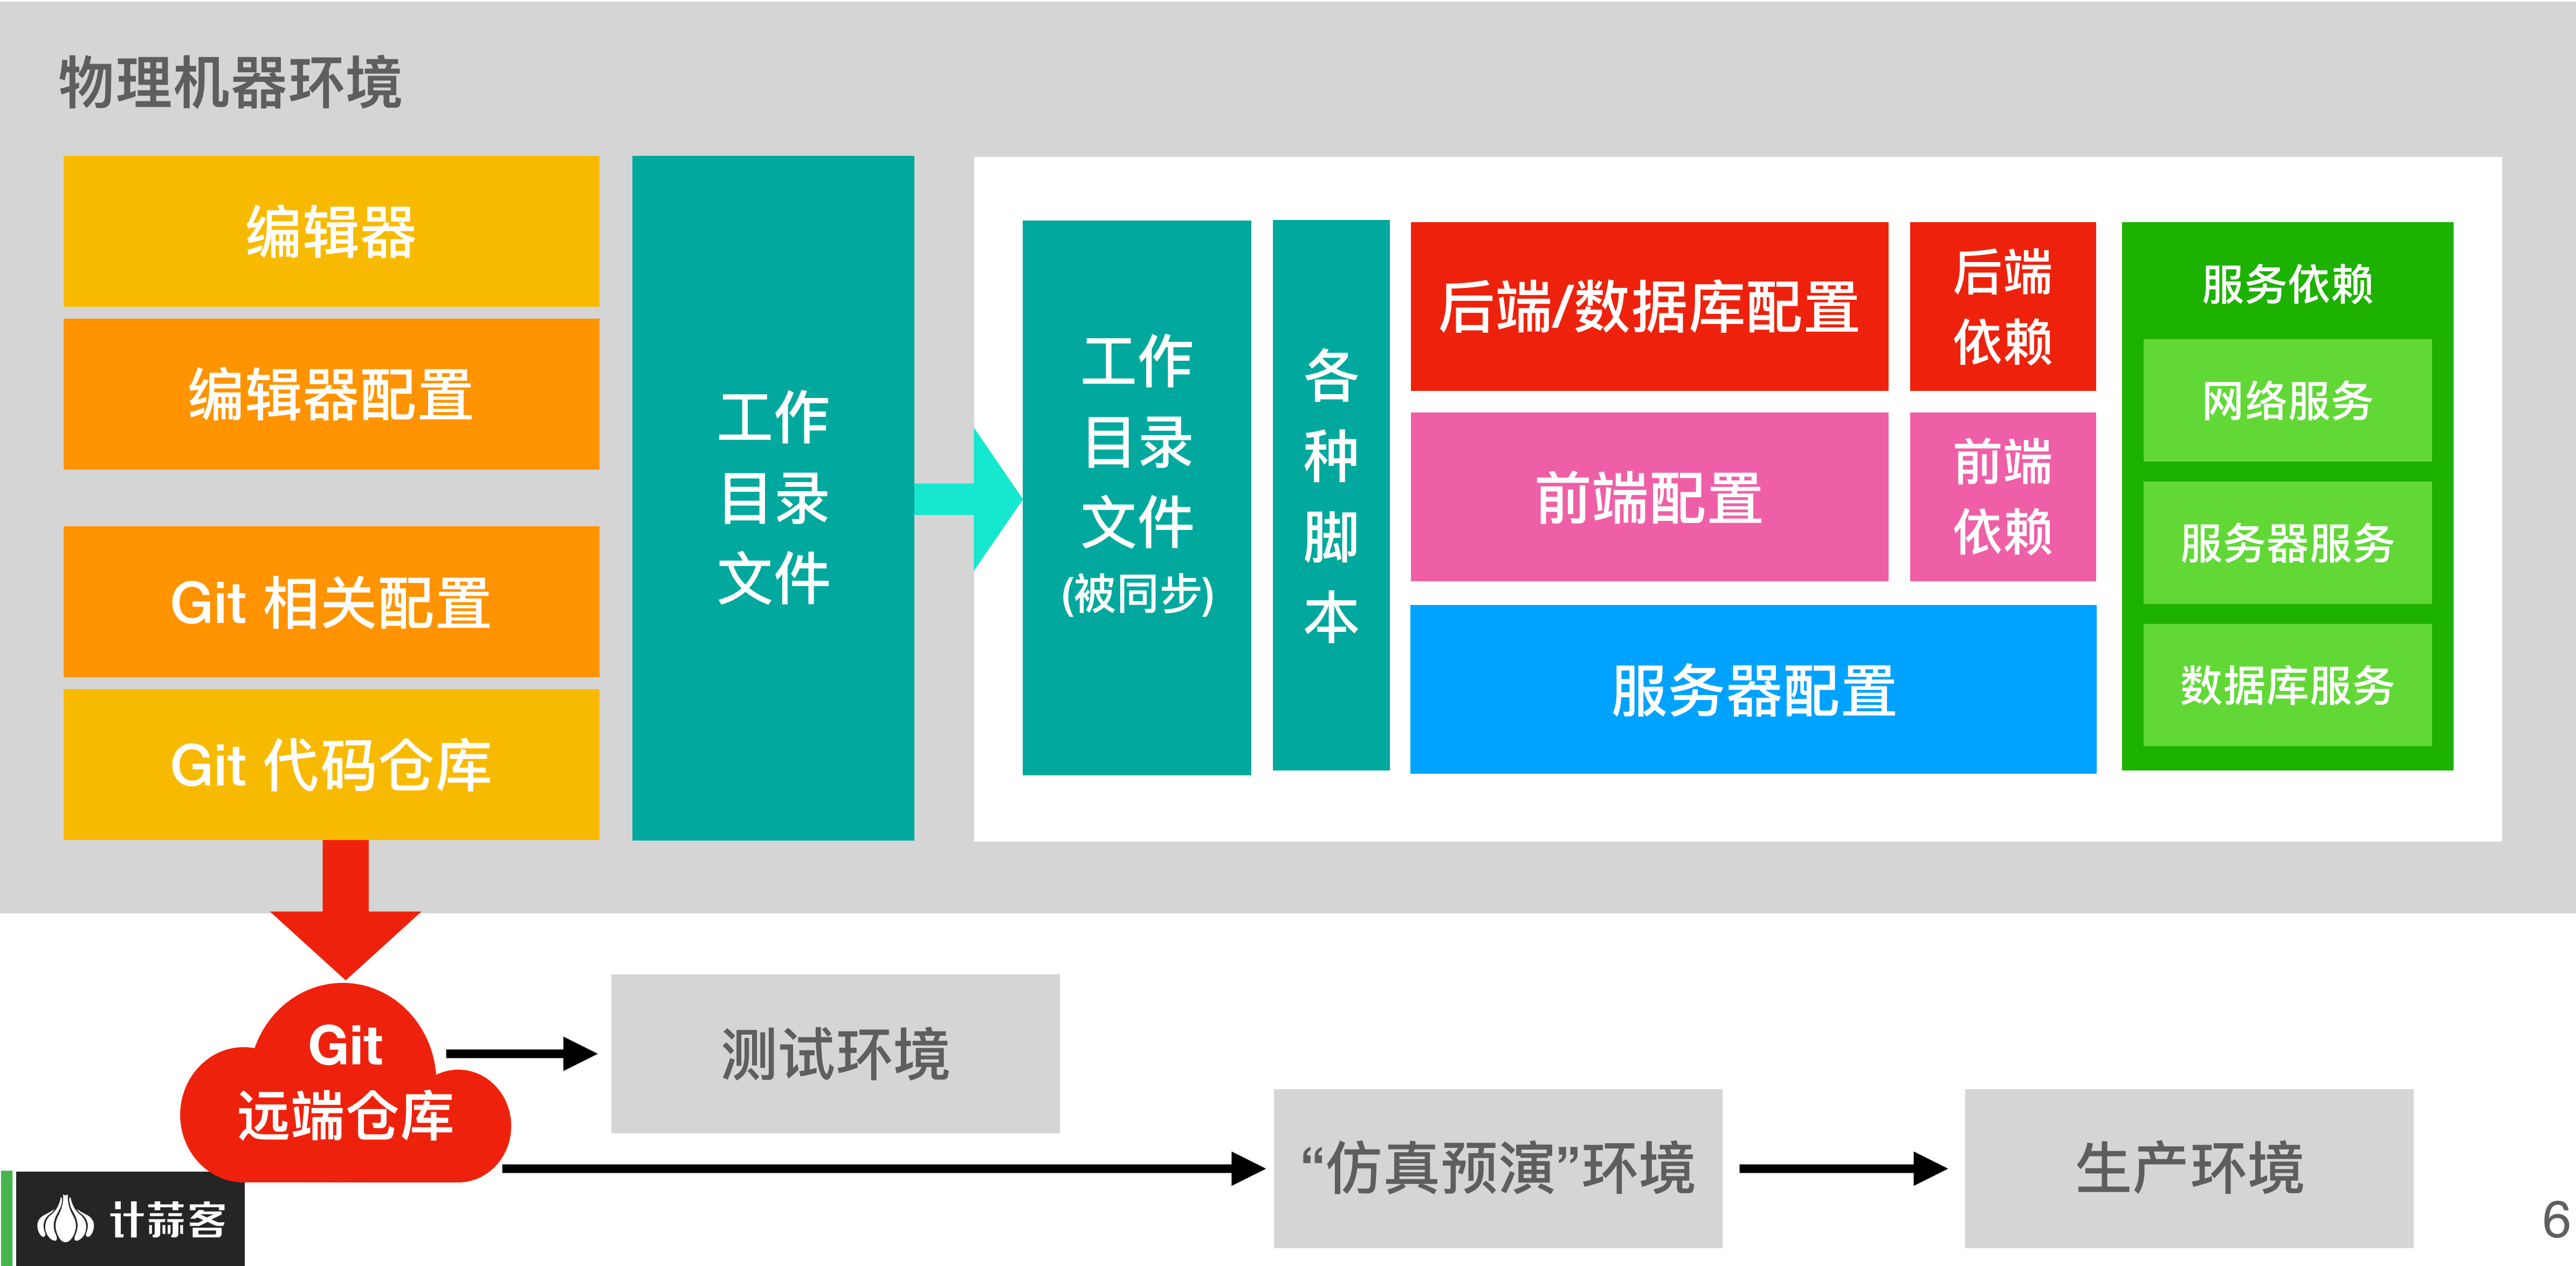 物理机器环境
编辑器
编辑器配置
Git 相关配置
Git 代码仓库
工作
目录
文件
工作
目录
文件
(被同步)
各
种
脚
本
后端/数据库配置
后端
依赖
前端配置
前端
依赖
服务器配置
服务依赖
网络服务
服务器服务
数据库服务
Git
远端仓库
测试环境
“仿真预演”环境
生产环境
计蒜客
6